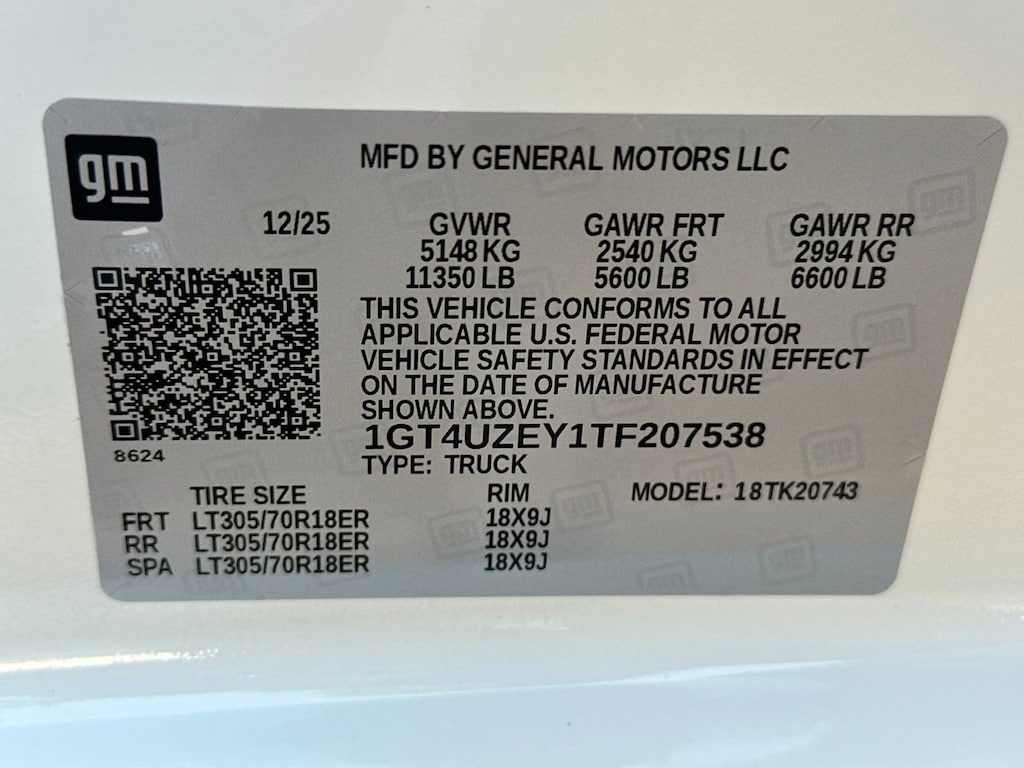 gm
MFD BY GENERAL MOTORS LLC
12/25 GVWR GAWR FRT GAWR RR
5148 KG 2540 KG 2994 KG
11350 LB 5600 LB 6600 LB
THIS VEHICLE CONFORMS TO ALL
APPLICABLE U.S. FEDERAL MOTOR
VEHICLE SAFETY STANDARDS IN EFFECT
ON THE DATE OF MANUFACTURE
SHOWN ABOVE.
1GT4UZEY1TF207538
8624
TYPE: TRUCK
TIRE SIZE RIM MODEL: 18TK20743
FRT LT305/70R18ER 18X9J
RR LT305/70R18ER 18X9J
SPA LT305/70R18ER 18X9J